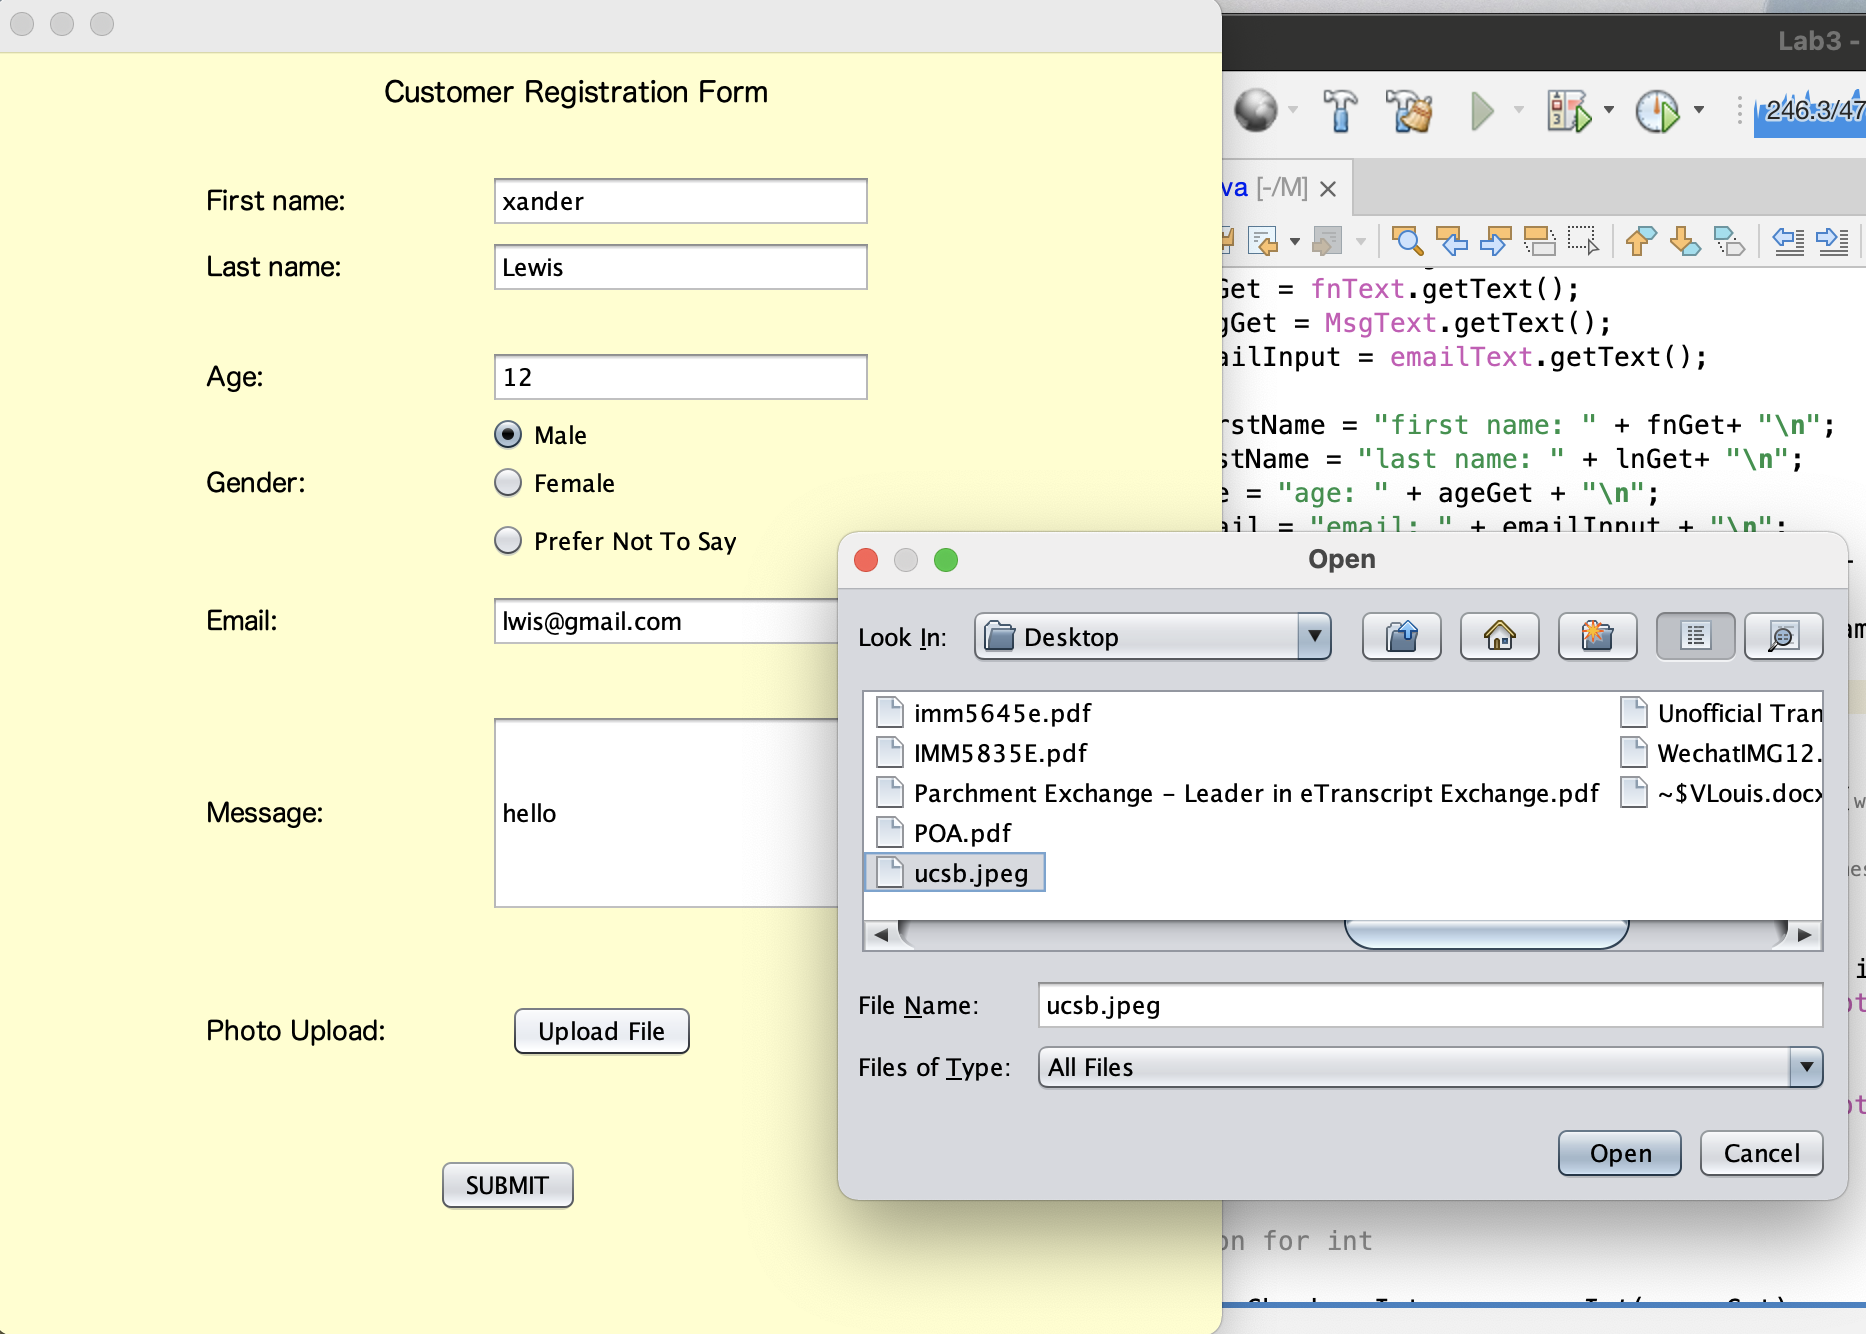 Customer Registration Form
First name:
xander
Last name:
Lewis
Age:
12
Gender:
Male
Female
Prefer Not To Say
Email:
lwis@gmail.com
Message:
hello
Photo Upload:
Upload File
SUBMIT
Lab3 -
246.3/47
va [-/M]
Get = fnText.getText();
gGet = MsgText.getText();
ailInput = emailText.getText();
rstName = "first name: " + fnGet+ "\n";
stName = "last name: " + lnGet+ "\n";
e = "age: " + ageGet + "\n";
ail = "email: " + emailInput + "\n";
Open
Look In:
Desktop
imm5645e.pdf
IMM5835E.pdf
Parchment Exchange – Leader in eTranscript Exchange.pdf
POA.pdf
ucsb.jpeg
Unofficial Tran
WechatIMG12.
~$VLouis.docx
File Name:
ucsb.jpeg
Files of Type:
All Files
Open
Cancel
on for int